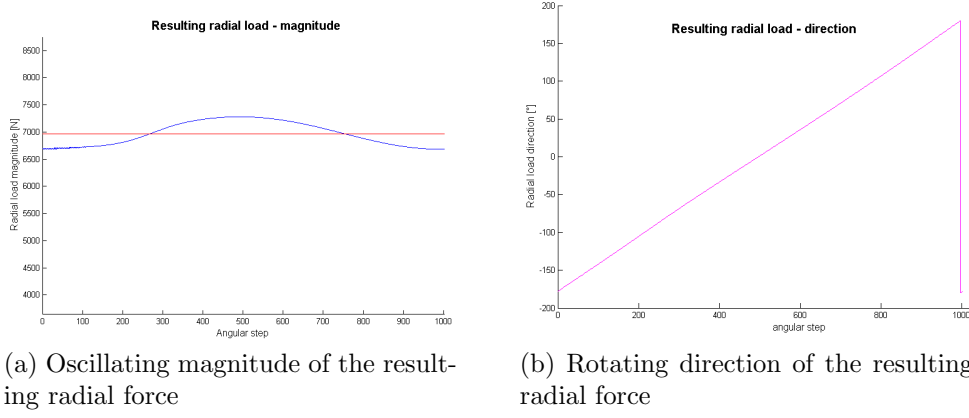 Resulting radial load - magnitude
Radial load magnitude [N]
8500
8000
7500
7000
6500
6000
5500
5000
4500
4000
0 100 200 300 400 500 600 700 800 900 1000
Angular step
(a) Oscillating magnitude of the result-
ing radial force
Resulting radial load - direction
Radial load direction [°]
200
150
100
50
0
-50
-100
-150
-200
0 200 400 600 800 1000
angular step
(b) Rotating direction of the resulting
radial force